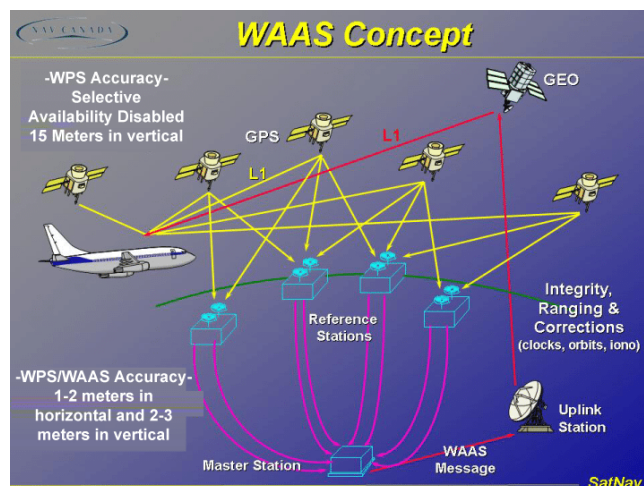 NAV CANADA
WAAS Concept
-WPS Accuracy-
Selective
Availability Disabled
15 Meters in vertical
GEO
GPS
L1
L1
Reference
Stations
Integrity,
Ranging &
Corrections
(clocks, orbits, iono)
-WPS/WAAS Accuracy-
1-2 meters in
horizontal and 2-3
meters in vertical
Uplink
Station
Master Station
WAAS
Message
SatNav